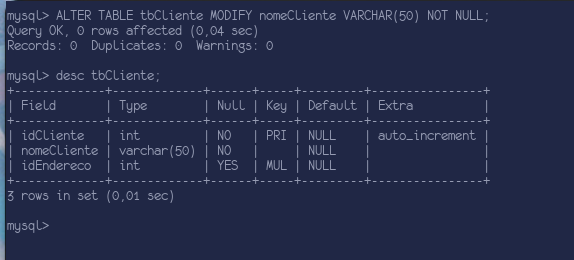 mysql> ALTER TABLE tbCliente MODIFY nomeCliente VARCHAR(50) NOT NULL;
Query OK, 0 rows affected (0,04 sec)
Records: 0  Duplicates: 0  Warnings: 0

mysql> desc tbCliente;
+-------------+-------------+------+-----+---------+----------------+
| Field       | Type        | Null | Key | Default | Extra          |
+-------------+-------------+------+-----+---------+----------------+
| idCliente   | int         | NO   | PRI | NULL    | auto_increment |
| nomeCliente | varchar(50) | NO   |     | NULL    |                |
| idEndereco  | int         | YES  | MUL | NULL    |                |
+-------------+-------------+------+-----+---------+----------------+
3 rows in set (0,01 sec)

mysql>